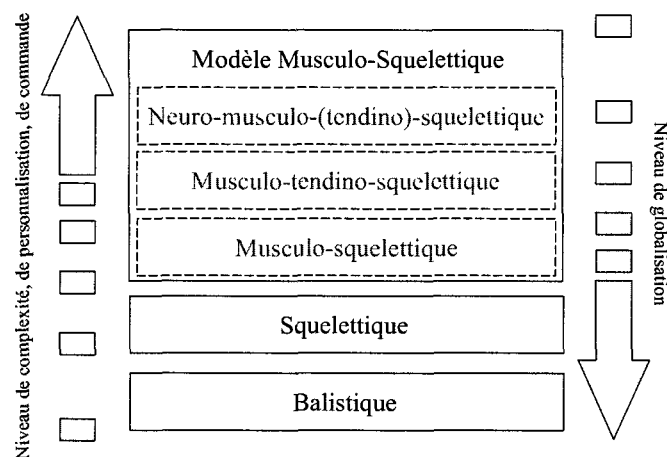 Niveau de complexité, de personnalisation, de commande
Modèle Musculo-Squelettique
Neuro-musculo-(tendino)-squelettique
Musculo-tendino-squelettique
Musculo-squelettique
Squelettique
Balistique
Niveau de globalisation